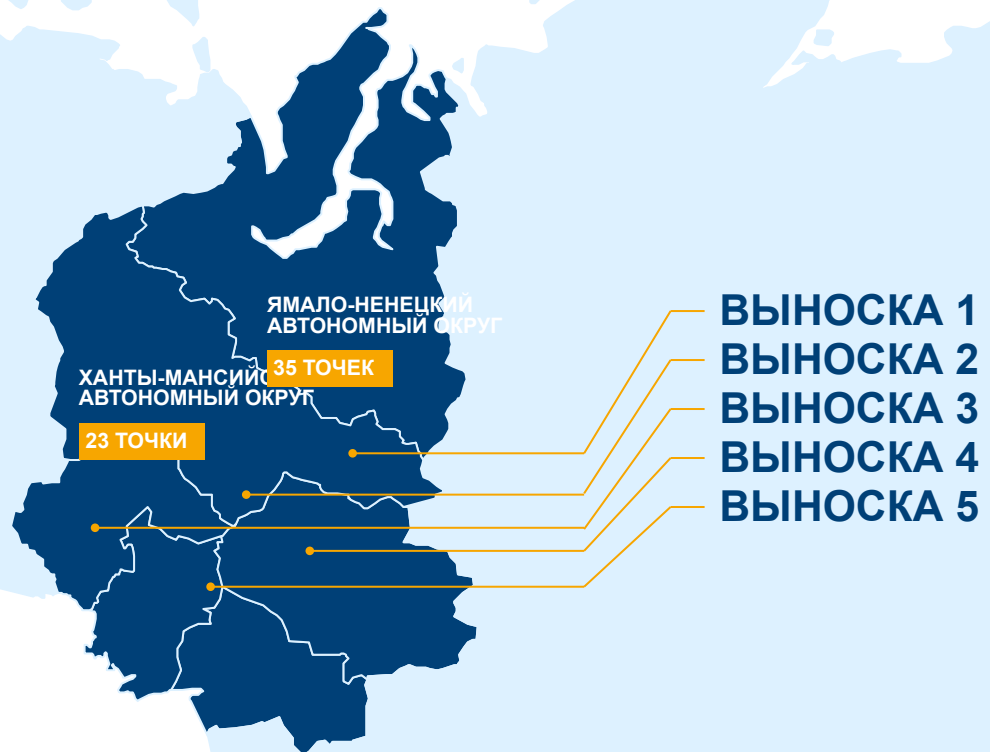 ЯМАЛО-НЕНЕЦКИЙ
АВТОНОМНЫЙ ОКРУГ
35 ТОЧЕК
ХАНТЫ-МАНСИЙС
АВТОНОМНЫЙ ОКРУГ
23 ТОЧКИ
ВЫНОСКА 1
ВЫНОСКА 2
ВЫНОСКА 3
ВЫНОСКА 4
ВЫНОСКА 5